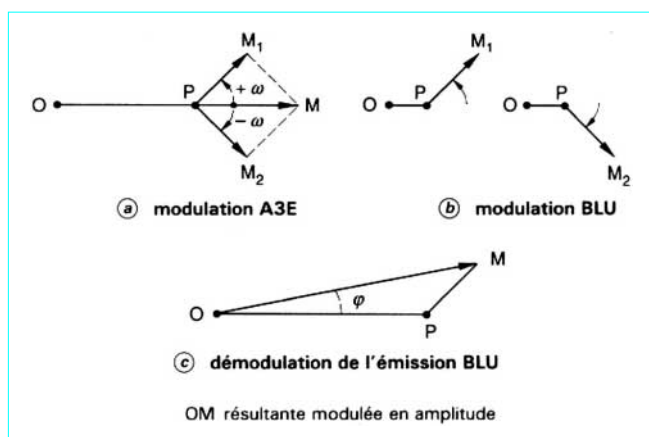 M1
M1
P
+ ω
P
O
M
O
O
P
− ω
M2
M2
ⓐ modulation A3E
ⓑ modulation BLU
M
O
φ
P
ⓒ démodulation de l'émission BLU
OM résultante modulée en amplitude